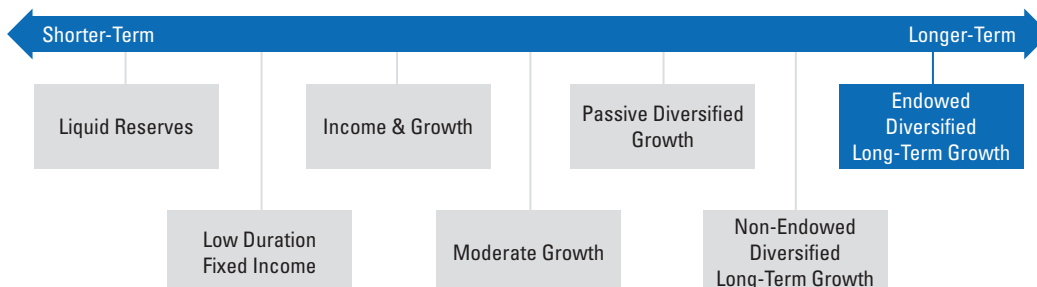 Shorter-Term
Longer-Term
Liquid Reserves
Income & Growth
Passive Diversified
Growth
Endowed
Diversified
Long-Term Growth
Low Duration
Fixed Income
Moderate Growth
Non-Endowed
Diversified
Long-Term Growth